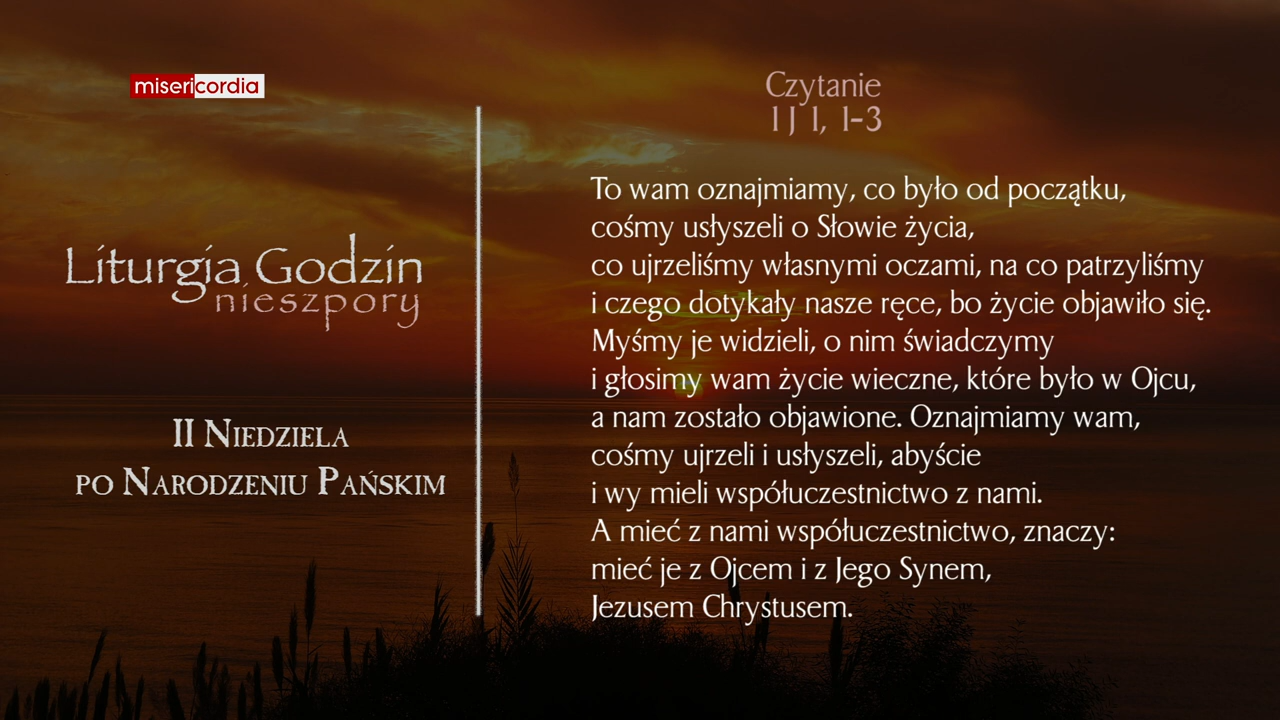 misericordia
Liturgia Godzin
nieszpory
II Niedziela
po Narodzeniu Pańskim
Czytanie
1 J 1, 1-3
To wam oznajmiamy, co było od początku,
cośmy usłyszeli o Słowie życia,
co ujrzeliśmy własnymi oczami, na co patrzyliśmy
i czego dotykały nasze ręce, bo życie objawiło się.
Myśmy je widzieli, o nim świadczymy
i głosimy wam życie wieczne, które było w Ojcu,
a nam zostało objawione. Oznajmiamy wam,
cośmy ujrzeli i usłyszeli, abyście
i wy mieli współuczestnictwo z nami.
A mieć z nami współuczestnictwo, znaczy:
mieć je z Ojcem i z Jego Synem,
Jezusem Chrystusem.